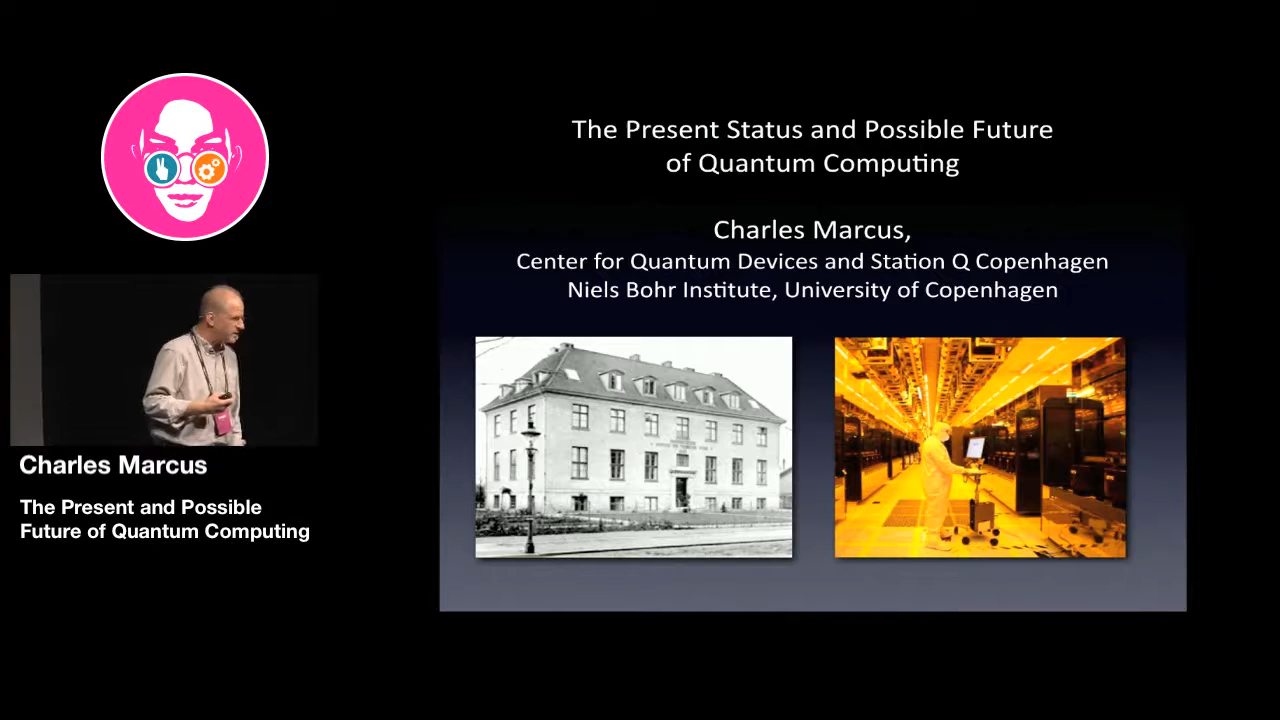 The Present Status and Possible Future
of Quantum Computing
Charles Marcus,
Center for Quantum Devices and Station Q Copenhagen
Niels Bohr Institute, University of Copenhagen
Charles Marcus
The Present and Possible
Future of Quantum Computing